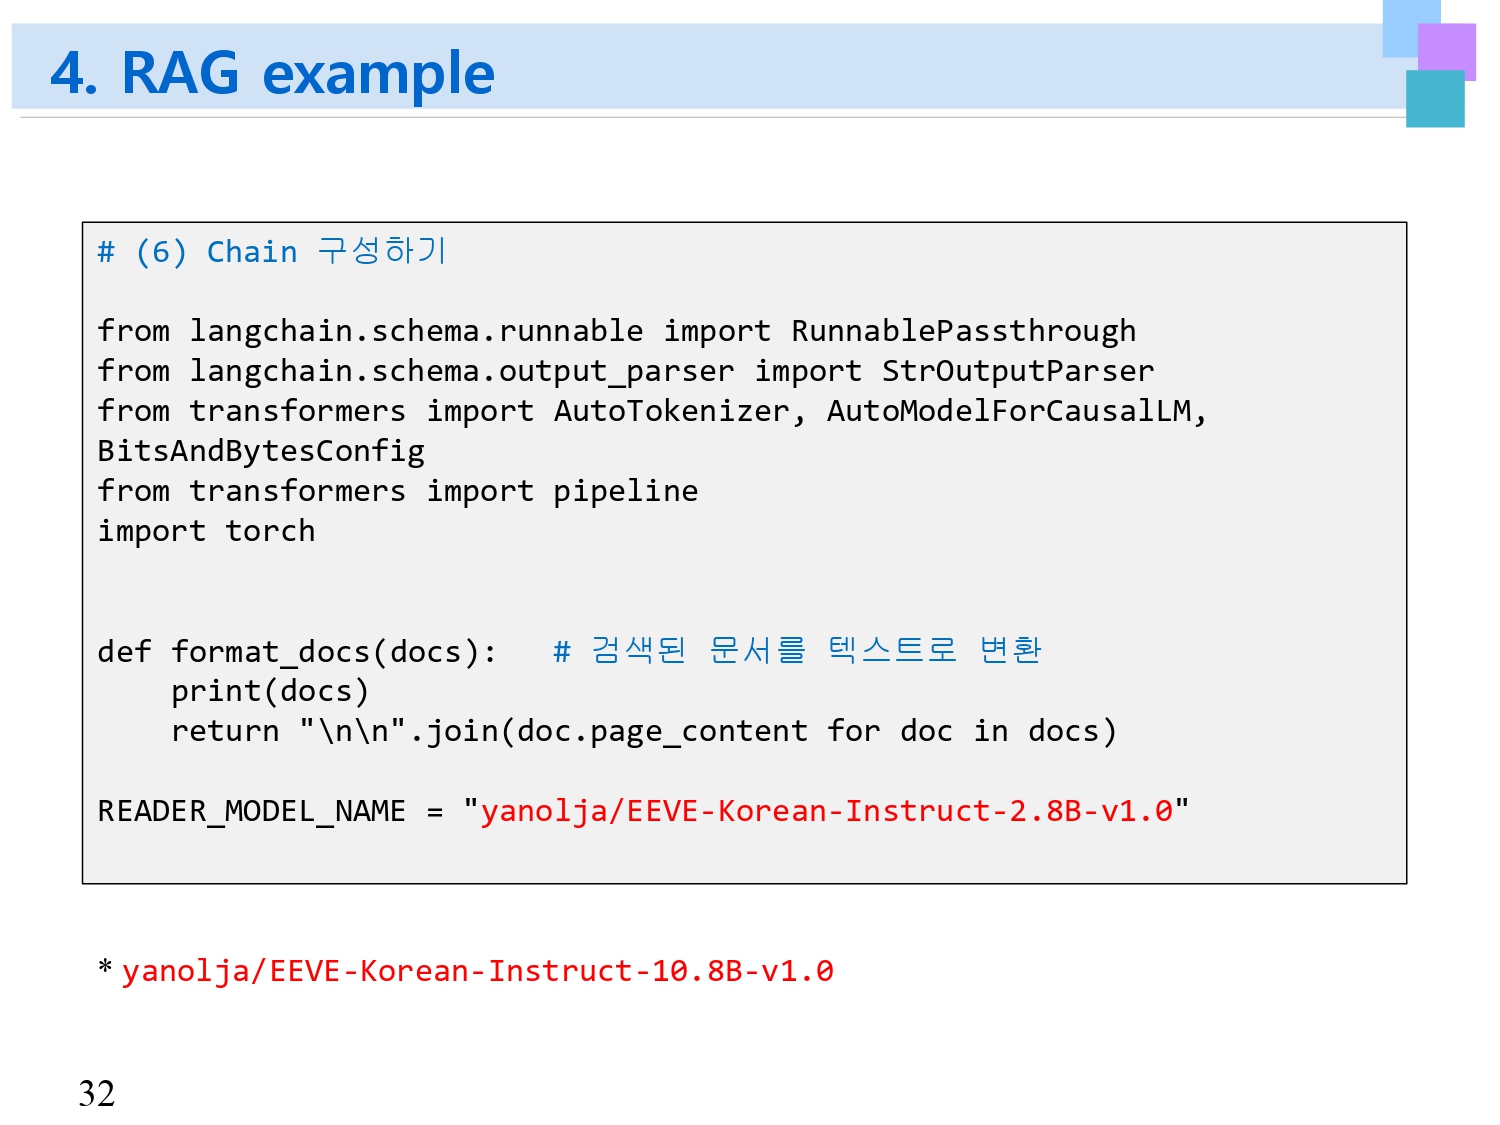 4. RAG example
# (6) Chain 구성하기
from langchain.schema.runnable import RunnablePassthrough
from langchain.schema.output_parser import StrOutputParser
from transformers import AutoTokenizer, AutoModelForCausalLM,
BitsAndBytesConfig
from transformers import pipeline
import torch
def format_docs(docs):   # 검색된 문서를 텍스트로 변환
    print(docs)
    return "\n\n".join(doc.page_content for doc in docs)
READER_MODEL_NAME = "yanolja/EEVE-Korean-Instruct-2.8B-v1.0"
* yanolja/EEVE-Korean-Instruct-10.8B-v1.0
32